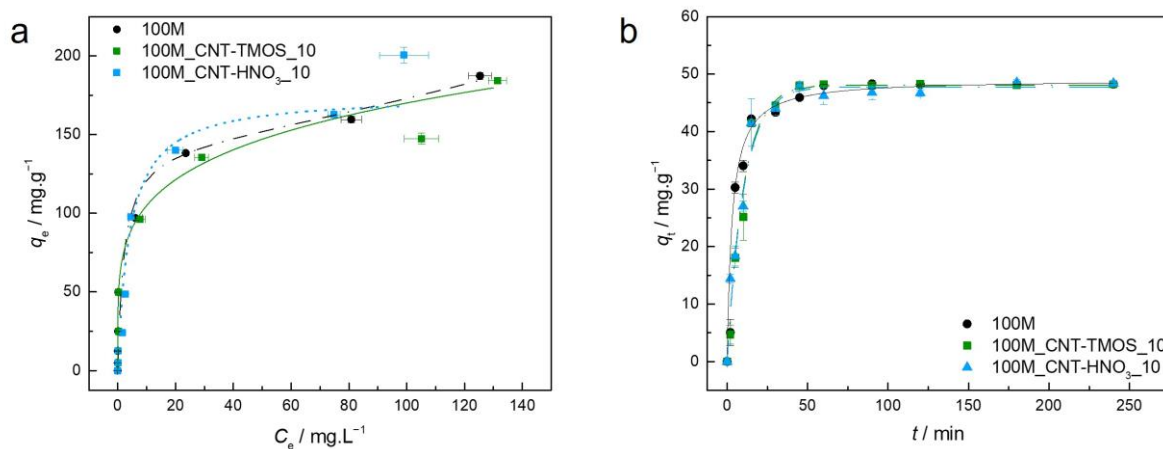 a
100M
100M_CNT-TMOS_10
100M_CNT-HNO₃_10
200
150
100
50
0
qₑ / mg.g⁻¹
0 20 40 60 80 100 120 140
Cₑ / mg.L⁻¹
b
60
50
40
30
20
10
0
qₜ / mg.g⁻¹
100M
100M_CNT-TMOS_10
100M_CNT-HNO₃_10
0 50 100 150 200 250
t / min